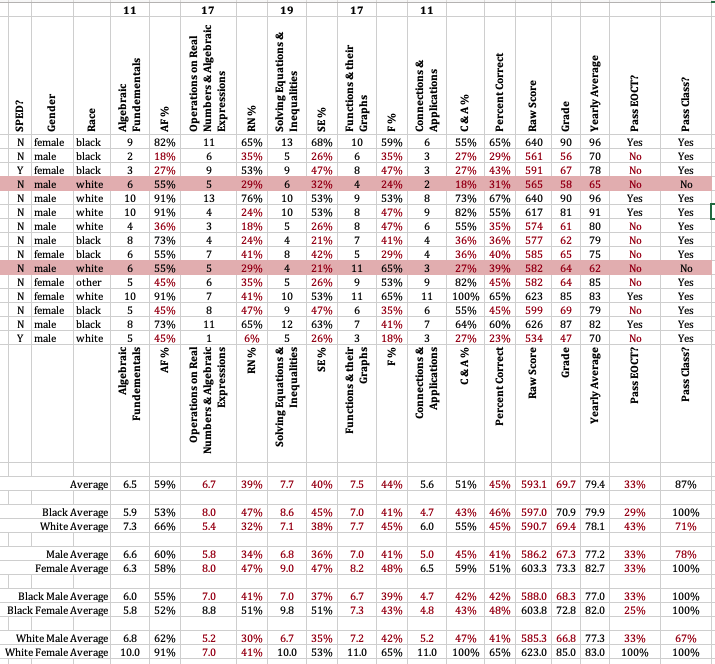 11 17 19 17 11
SPED? Gender Race Algebraic Fundementals AF % Operations on Real Numbers & Algebraic Expressions RN % Solving Equations & Inequalities SE % Functions & their Graphs F % Connections & Applications C & A % Percent Correct Raw Score Grade Yearly Average Pass EOCT? Pass Class?
N female black 9 82% 11 65% 13 68% 10 59% 6 55% 65% 640 90 96 Yes Yes
N male black 2 18% 6 35% 5 26% 6 35% 3 27% 29% 561 56 70 No Yes
Y female black 3 27% 9 53% 9 47% 8 47% 3 27% 43% 591 67 78 No Yes
N male white 6 55% 5 29% 6 32% 4 24% 2 18% 31% 565 58 65 No No
N male white 10 91% 13 76% 10 53% 9 53% 8 73% 67% 640 90 96 Yes Yes
N male white 10 91% 4 24% 10 53% 8 47% 9 82% 55% 617 81 91 Yes Yes
N male white 4 36% 3 18% 5 26% 8 47% 6 55% 35% 574 61 80 No Yes
N male black 8 73% 4 24% 4 21% 7 41% 4 36% 36% 577 62 79 No Yes
N female black 6 55% 7 41% 8 42% 5 29% 4 36% 40% 585 65 75 No Yes
N male white 6 55% 5 29% 4 21% 11 65% 3 27% 39% 582 64 62 No No
N female other 5 45% 6 35% 5 26% 9 53% 9 82% 45% 582 64 85 No Yes
N female white 10 91% 7 41% 10 53% 11 65% 11 100% 65% 623 85 83 Yes Yes
N female black 5 45% 8 47% 9 47% 6 35% 6 55% 45% 599 69 79 No Yes
N male black 8 73% 11 65% 12 63% 7 41% 7 64% 60% 626 87 82 Yes Yes
Y male white 5 45% 1 6% 5 26% 3 18% 3 27% 23% 534 47 70 No Yes
Algebraic Fundementals AF % Operations on Real Numbers & Algebraic Expressions RN % Solving Equations & Inequalities SE % Functions & their Graphs F % Connections & Applications C & A % Percent Correct Raw Score Grade Yearly Average Pass EOCT? Pass Class?
Average 6.5 59% 6.7 39% 7.7 40% 7.5 44% 5.6 51% 45% 593.1 69.7 79.4 33% 87%
Black Average 5.9 53% 8.0 47% 8.6 45% 7.0 41% 4.7 43% 46% 597.0 70.9 79.9 29% 100%
White Average 7.3 66% 5.4 32% 7.1 38% 7.7 45% 6.0 55% 45% 590.7 69.4 78.1 43% 71%
Male Average 6.6 60% 5.8 34% 6.8 36% 7.0 41% 5.0 45% 41% 586.2 67.3 77.2 33% 78%
Female Average 6.3 58% 8.0 47% 9.0 47% 8.2 48% 6.5 59% 51% 603.3 73.3 82.7 33% 100%
Black Male Average 6.0 55% 7.0 41% 7.0 37% 6.7 39% 4.7 42% 42% 588.0 68.3 77.0 33% 100%
Black Female Average 5.8 52% 8.8 51% 9.8 51% 7.3 43% 4.8 43% 48% 603.8 72.8 82.0 25% 100%
White Male Average 6.8 62% 5.2 30% 6.7 35% 7.2 42% 5.2 47% 41% 585.3 66.8 77.3 33% 67%
White Female Average 10.0 91% 7.0 41% 10.0 53% 11.0 65% 11.0 100% 65% 623.0 85.0 83.0 100% 100%